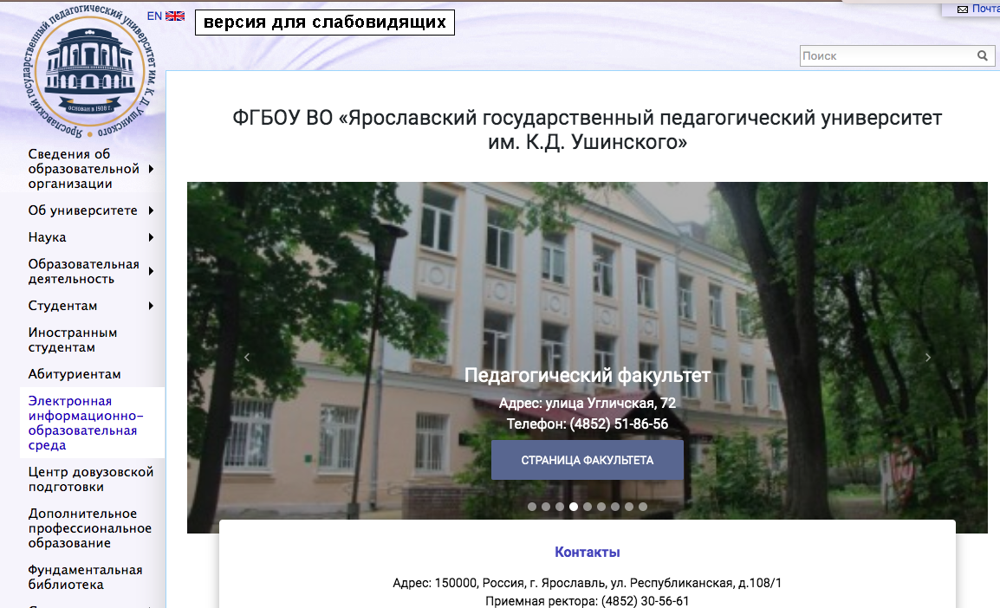 Ярославский государственный педагогический университет им. К. Д. Ушинского
основан в 1908 г.
EN
версия для слабовидящих
Почта
Поиск
Сведения об
образовательной
организации
Об университете
Наука
Образовательная
деятельность
Студентам
Иностранным
студентам
Абитуриентам
Электронная
информационно-
образовательная
среда
Центр довузовской
подготовки
Дополнительное
профессиональное
образование
Фундаментальная
библиотека
ФГБОУ ВО «Ярославский государственный педагогический университет
им. К.Д. Ушинского»
Педагогический факультет
Адрес: улица Угличская, 72
Телефон: (4852) 51-86-56
СТРАНИЦА ФАКУЛЬТЕТА
Контакты
Адрес: 150000, Россия, г. Ярославль, ул. Республиканская, д.108/1
Приемная ректора: (4852) 30-56-61